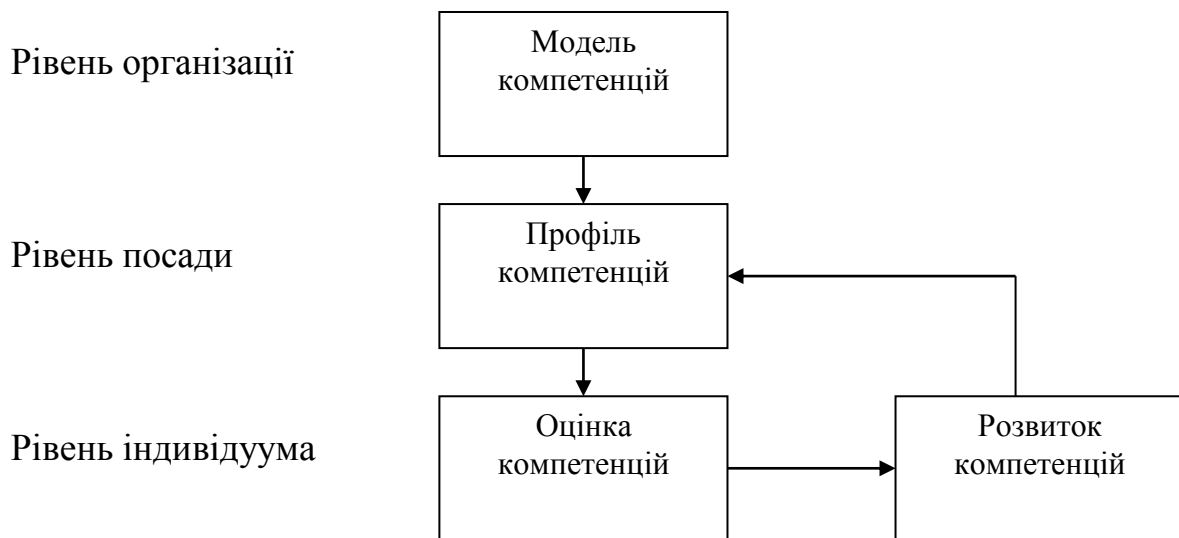 Рівень організації
Модель
компетенцій
Рівень посади
Профіль
компетенцій
Рівень індивідуума
Оцінка
компетенцій
Розвиток
компетенцій